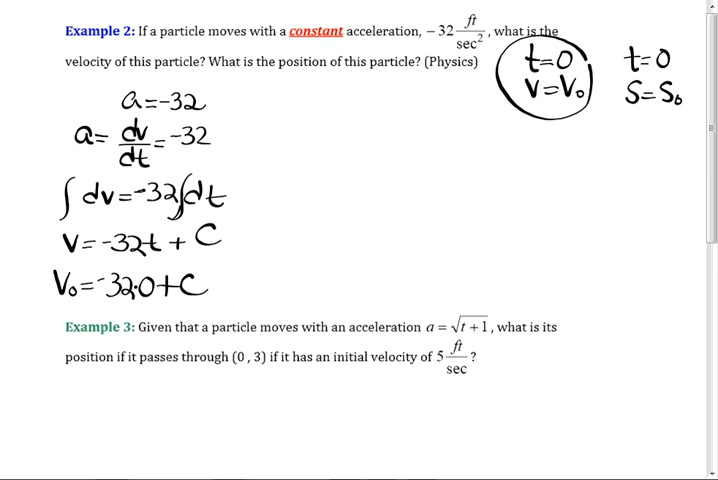 Example 2: If a particle moves with a constant acceleration, −32 ft/sec², what is the
velocity of this particle? What is the position of this particle? (Physics)
t=0
v=v₀
t=0
s=s₀
a=-32
a= dv/dt = -32
∫ dv = -32∫dt
v = -32t + C
v₀ = -32·0+C
Example 3: Given that a particle moves with an acceleration a = √(t + 1), what is its
position if it passes through (0 , 3) if it has an initial velocity of 5 ft/sec ?